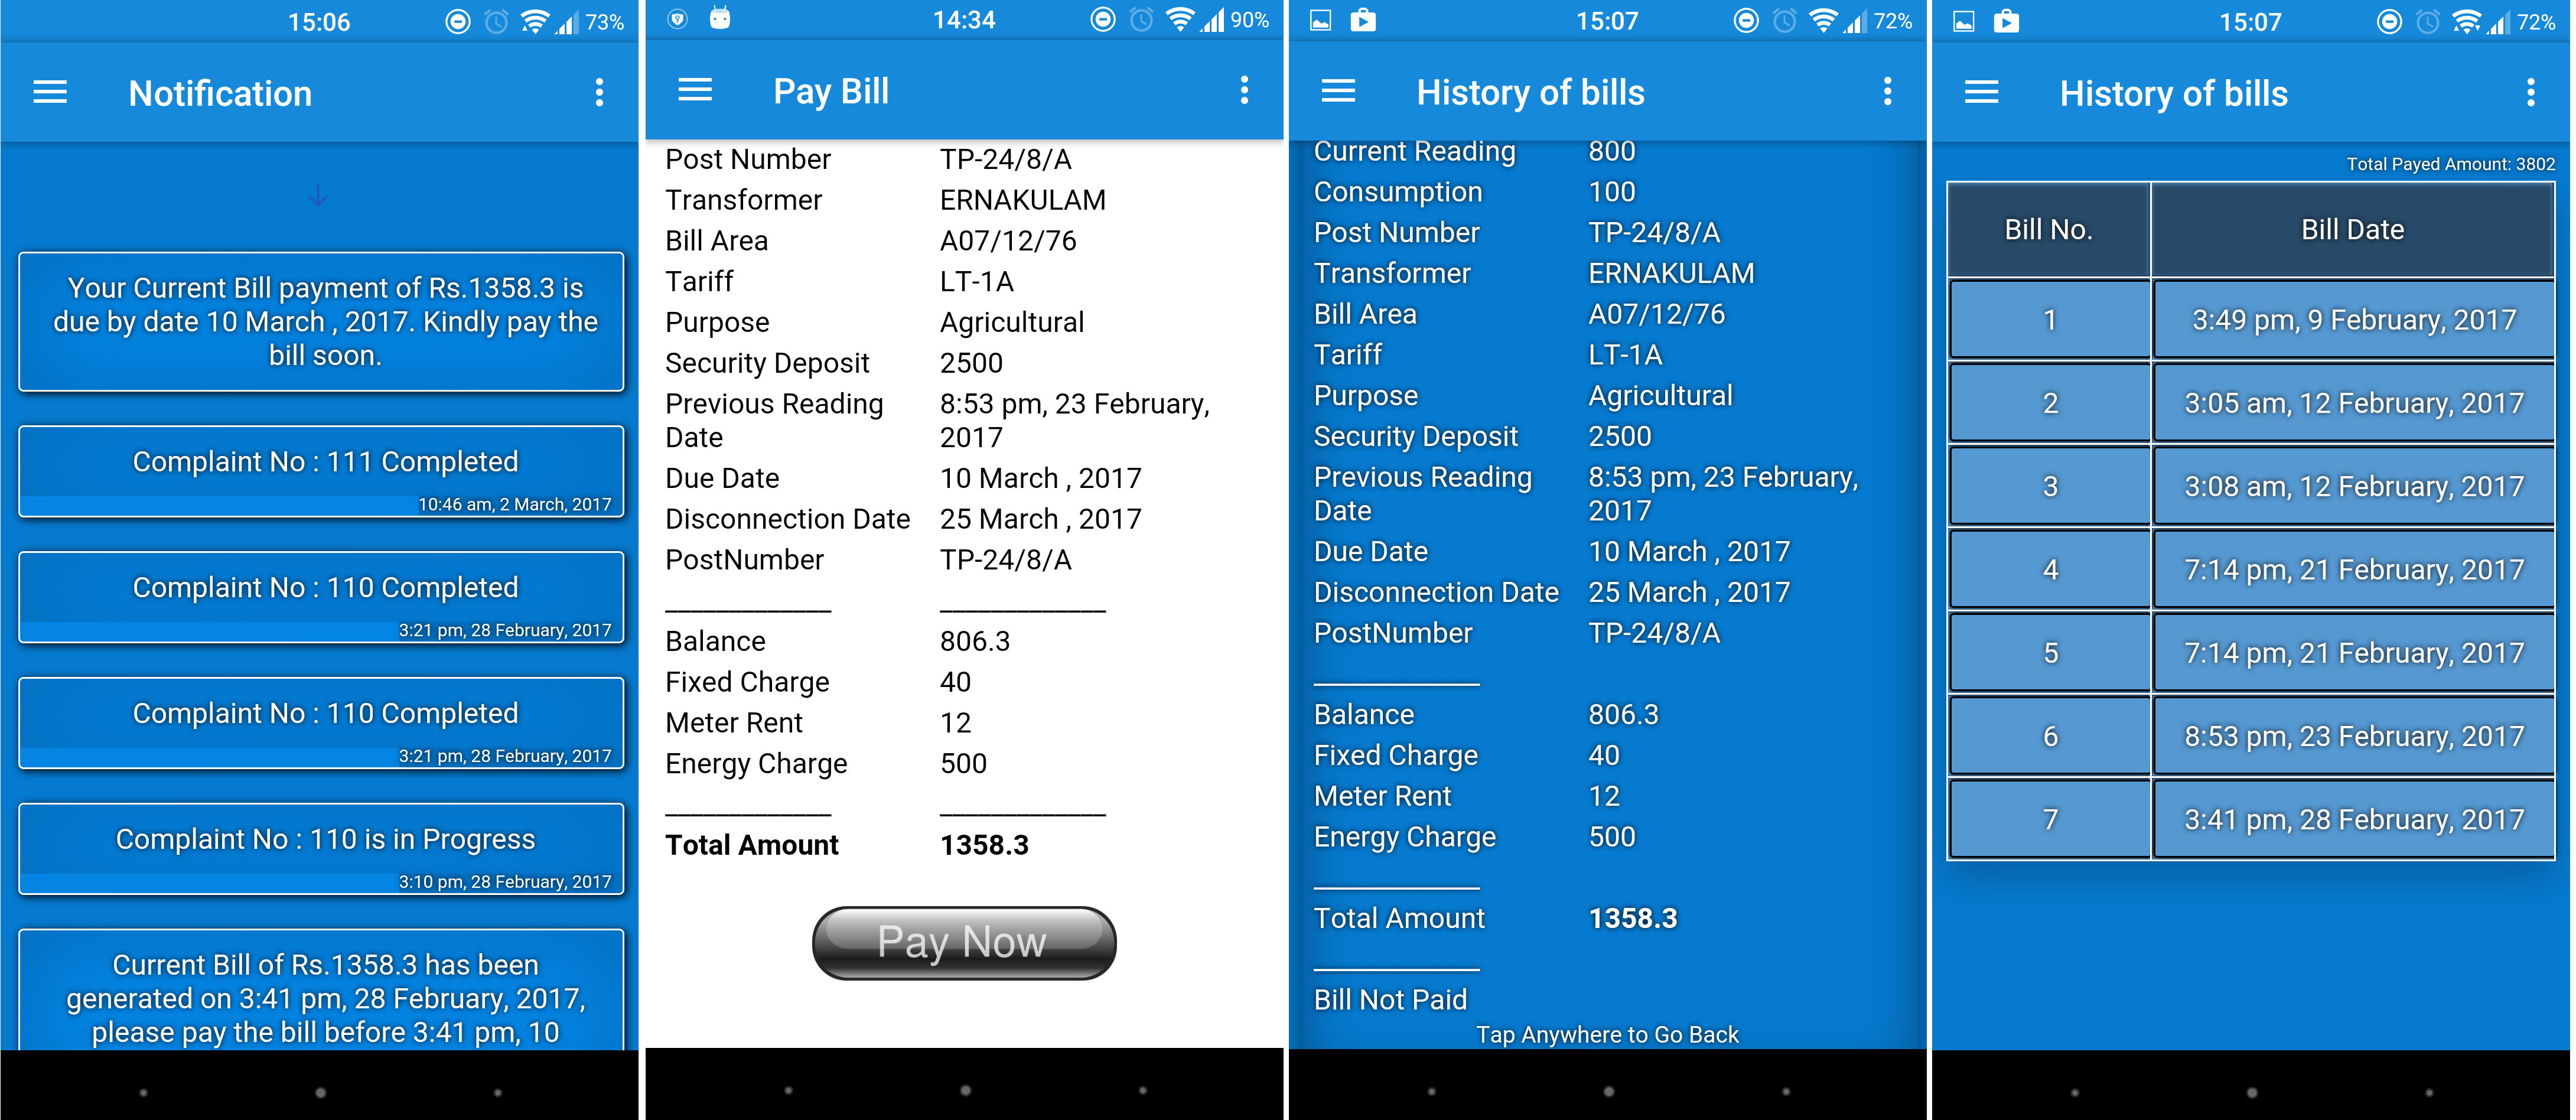 15:06
73%
Notification
Your Current Bill payment of Rs.1358.3 is
due by date 10 March , 2017. Kindly pay the
bill soon.
Complaint No : 111 Completed
10:46 am, 2 March, 2017
Complaint No : 110 Completed
3:21 pm, 28 February, 2017
Complaint No : 110 Completed
3:21 pm, 28 February, 2017
Complaint No : 110 is in Progress
3:10 pm, 28 February, 2017
Current Bill of Rs.1358.3 has been
generated on 3:41 pm, 28 February, 2017,
please pay the bill before 3:41 pm, 10
14:34
90%
Pay Bill
Post Number TP-24/8/A
Transformer ERNAKULAM
Bill Area A07/12/76
Tariff LT-1A
Purpose Agricultural
Security Deposit 2500
Previous Reading 8:53 pm, 23 February,
Date 2017
Due Date 10 March , 2017
Disconnection Date 25 March , 2017
PostNumber TP-24/8/A
_____________ _____________
Balance 806.3
Fixed Charge 40
Meter Rent 12
Energy Charge 500
_____________ _____________
Total Amount 1358.3
Pay Now
15:07
72%
History of bills
Current Reading 800
Consumption 100
Post Number TP-24/8/A
Transformer ERNAKULAM
Bill Area A07/12/76
Tariff LT-1A
Purpose Agricultural
Security Deposit 2500
Previous Reading 8:53 pm, 23 February,
Date 2017
Due Date 10 March , 2017
Disconnection Date 25 March , 2017
PostNumber TP-24/8/A
_____________
Balance 806.3
Fixed Charge 40
Meter Rent 12
Energy Charge 500
_____________
Total Amount 1358.3
_____________
Bill Not Paid
Tap Anywhere to Go Back
15:07
72%
History of bills
Total Payed Amount: 3802
Bill No. Bill Date
1 3:49 pm, 9 February, 2017
2 3:05 am, 12 February, 2017
3 3:08 am, 12 February, 2017
4 7:14 pm, 21 February, 2017
5 7:14 pm, 21 February, 2017
6 8:53 pm, 23 February, 2017
7 3:41 pm, 28 February, 2017